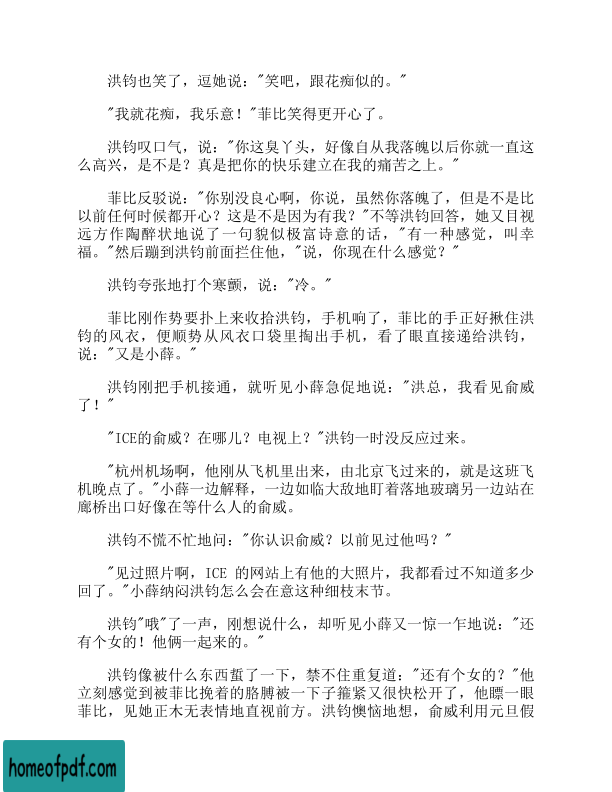 洪钧也笑了，逗她说："笑吧，跟花痴似的。"
"我就花痴，我乐意！"菲比笑得更开心了。
洪钧叹口气，说："你这臭丫头，好像自从我落魄以后你就一直这
么高兴，是不是？真是把你的快乐建立在我的痛苦之上。"
菲比反驳说："你别没良心啊，你说，虽然你落魄了，但是不是比
以前任何时候都开心？这是不是因为有我？"不等洪钧回答，她又目视
远方作陶醉状地说了一句貌似极富诗意的话，"有一种感觉，叫幸
福。"然后蹦到洪钧前面拦住他，"说，你现在什么感觉？"
洪钧夸张地打个寒颤，说："冷。"
菲比刚作势要扑上来收拾洪钧，手机响了，菲比的手正好揪住洪
钧的风衣，便顺势从风衣口袋里掏出手机，看了眼直接递给洪钧，
说："又是小薛。"
洪钧刚把手机接通，就听见小薛急促地说："洪总，我看见俞威
了！"
"ICE的俞威？在哪儿？电视上？"洪钧一时没反应过来。
"杭州机场啊，他刚从飞机里出来，由北京飞过来的，就是这班飞
机晚点了。"小薛一边解释，一边如临大敌地盯着落地玻璃另一边站在
廊桥出口好像在等什么人的俞威。
洪钧不慌不忙地问："你认识俞威？以前见过他吗？"
"见过照片啊，ICE 的网站上有他的大照片，我都看过不知道多少
回了。"小薛纳闷洪钧怎么会在意这种细枝末节。
洪钧"哦"了一声，刚想说什么，却听见小薛又一惊一乍地说："还
有个女的！他俩一起来的。"
洪钧像被什么东西蜇了一下，禁不住重复道："还有个女的？"他
立刻感觉到被菲比挽着的胳膊被一下子箍紧又很快松开了，他瞟一眼
菲比，见她正木无表情地直视前方。洪钧懊恼地想，俞威利用元旦假
homeofpdf.com